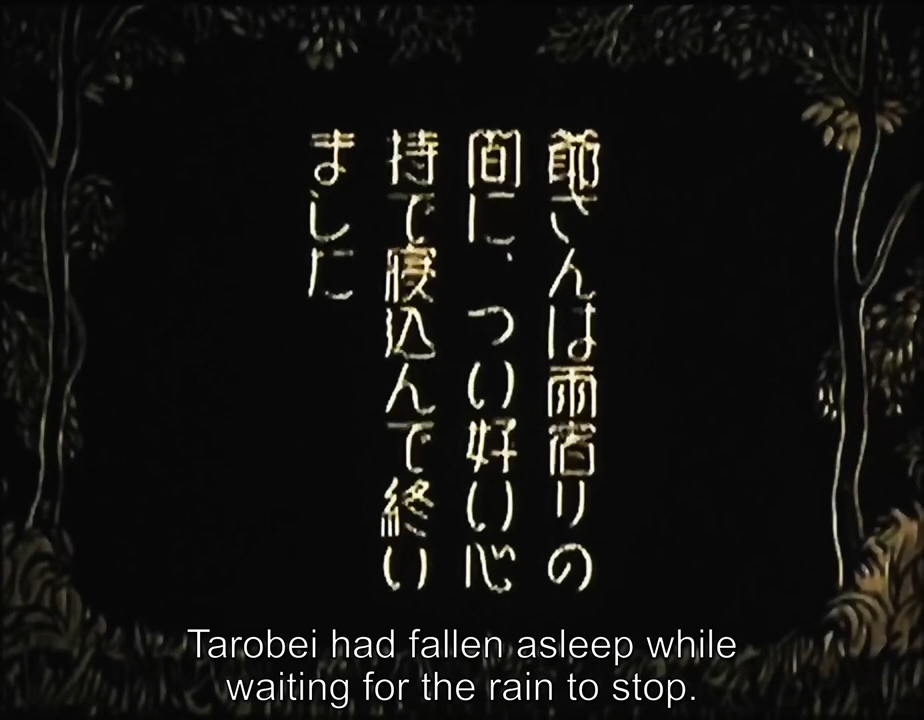 爺さんは雨宿りの
間に、つい好い心
持で寝込んで終い
ました
Tarobei had fallen asleep while
waiting for the rain to stop.